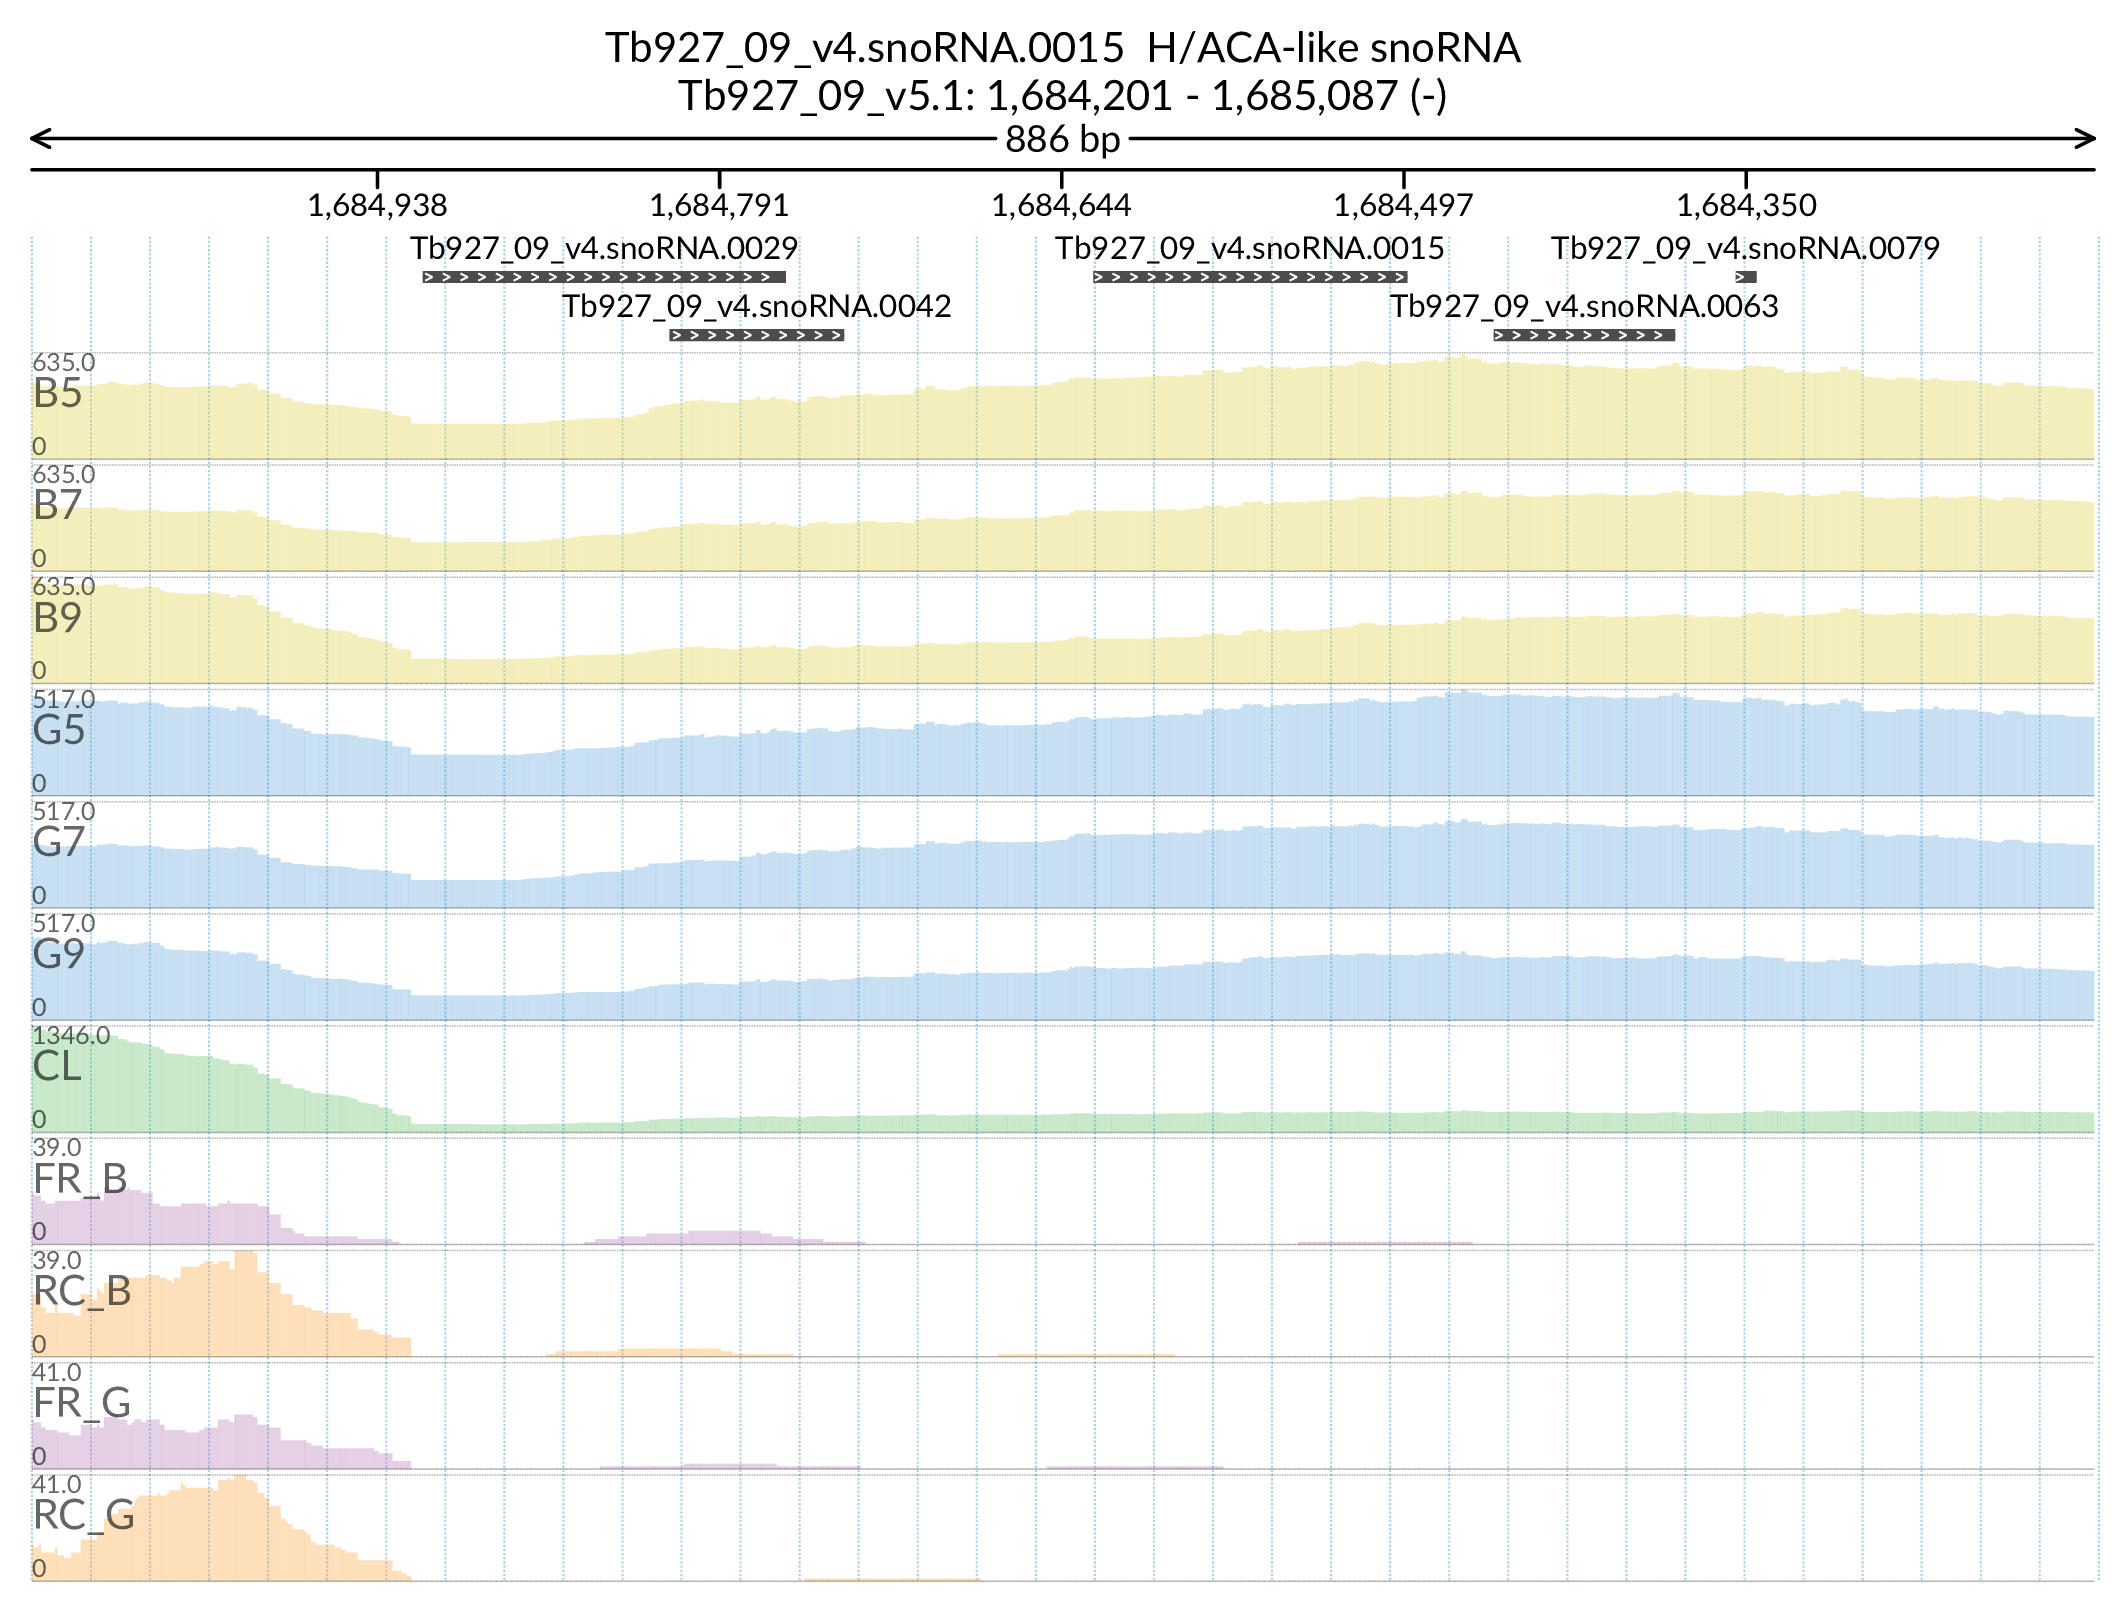 Tb927_09_v4.snoRNA.0015  H/ACA-like snoRNA
Tb927_09_v5.1: 1,684,201 - 1,685,087 (-)
886 bp
1,684,938 1,684,791 1,684,644 1,684,497 1,684,350
Tb927_09_v4.snoRNA.0029 Tb927_09_v4.snoRNA.0015 Tb927_09_v4.snoRNA.0079
Tb927_09_v4.snoRNA.0042 Tb927_09_v4.snoRNA.0063
635.0
B5
0
635.0
B7
0
635.0
B9
0
517.0
G5
0
517.0
G7
0
517.0
G9
0
1346.0
CL
0
39.0
FR_B
0
39.0
RC_B
0
41.0
FR_G
0
41.0
RC_G
0